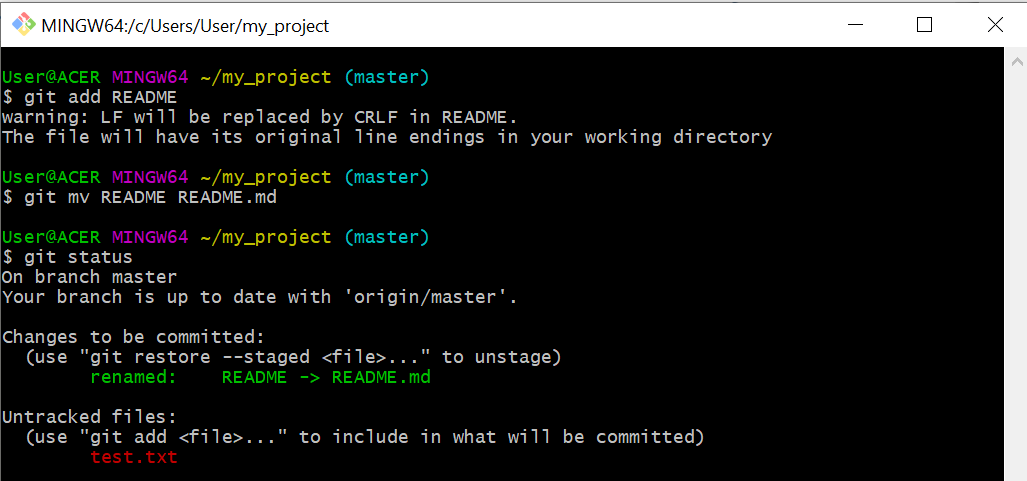 MINGW64:/c/Users/User/my_project
User@ACER MINGW64 ~/my_project (master)
$ git add README
warning: LF will be replaced by CRLF in README.
The file will have its original line endings in your working directory
User@ACER MINGW64 ~/my_project (master)
$ git mv README README.md
User@ACER MINGW64 ~/my_project (master)
$ git status
On branch master
Your branch is up to date with 'origin/master'.
Changes to be committed:
  (use "git restore --staged <file>..." to unstage)
        renamed:    README -> README.md
Untracked files:
  (use "git add <file>..." to include in what will be committed)
        test.txt